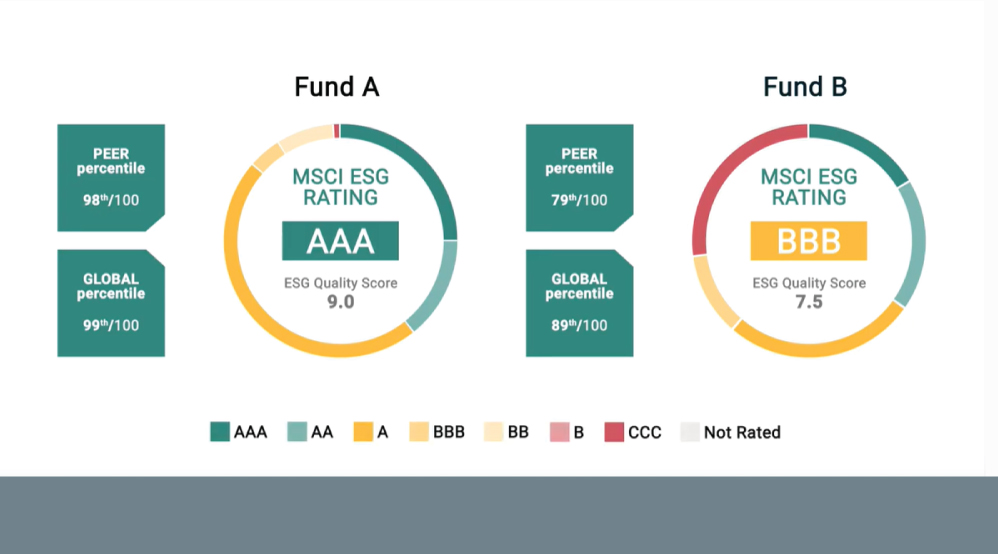 Fund A
PEER
percentile
98th/100
GLOBAL
percentile
99th/100
MSCI ESG
RATING
AAA
ESG Quality Score
9.0
Fund B
PEER
percentile
79th/100
GLOBAL
percentile
89th/100
MSCI ESG
RATING
BBB
ESG Quality Score
7.5
AAA AA A BBB BB B CCC Not Rated